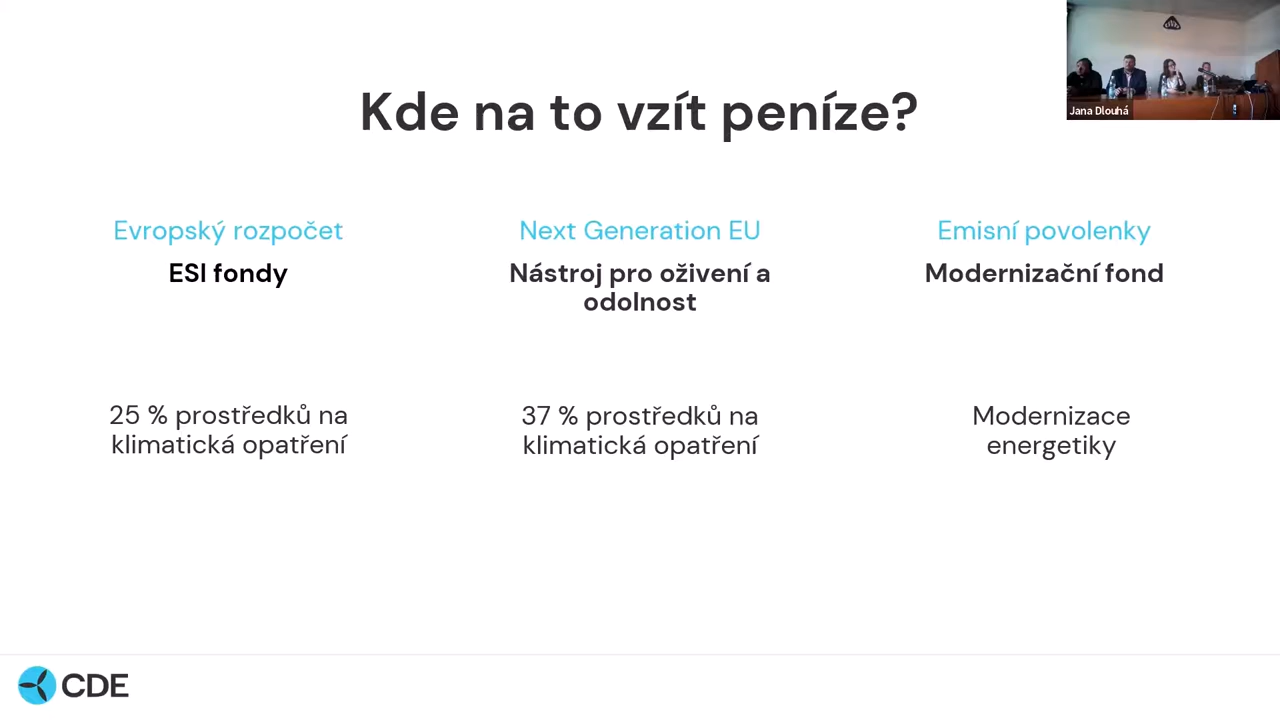 Kde na to vzít peníze?
Jana Dlouhá
Evropský rozpočet
ESI fondy
25 % prostředků na
klimatická opatření
Next Generation EU
Nástroj pro oživení a
odolnost
37 % prostředků na
klimatická opatření
Emisní povolenky
Modernizační fond
Modernizace
energetiky
CDE